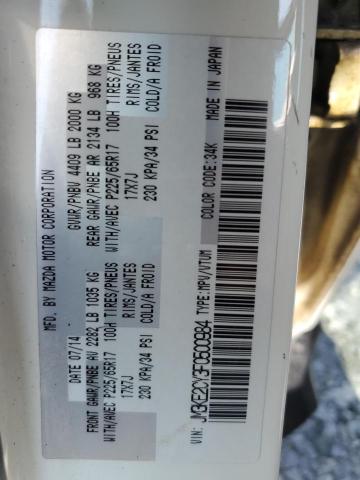 MFD. BY MAZDA MOTOR CORPORATION
DATE 07/14 GVWR/PNBV 4409 LB 2000 KG
FRONT GAWR/PNBE AV 2282 LB 1035 KG REAR GAWR/PNBE AR 2134 LB 968 KG
WITH/AVEC P225/65R17 100H TIRES/PNEUS WITH/AVEC P225/65R17 100H TIRES/PNEUS
17X7J RIMS/JANTES 17X7J RIMS/JANTES
230 KPA/34 PSI COLD/A FROID 230 KPA/34 PSI COLD/A FROID
VIN: JM3KE2CY3F0500984 TYPE:MPV/VTUM COLOR:34K MADE IN JAPAN